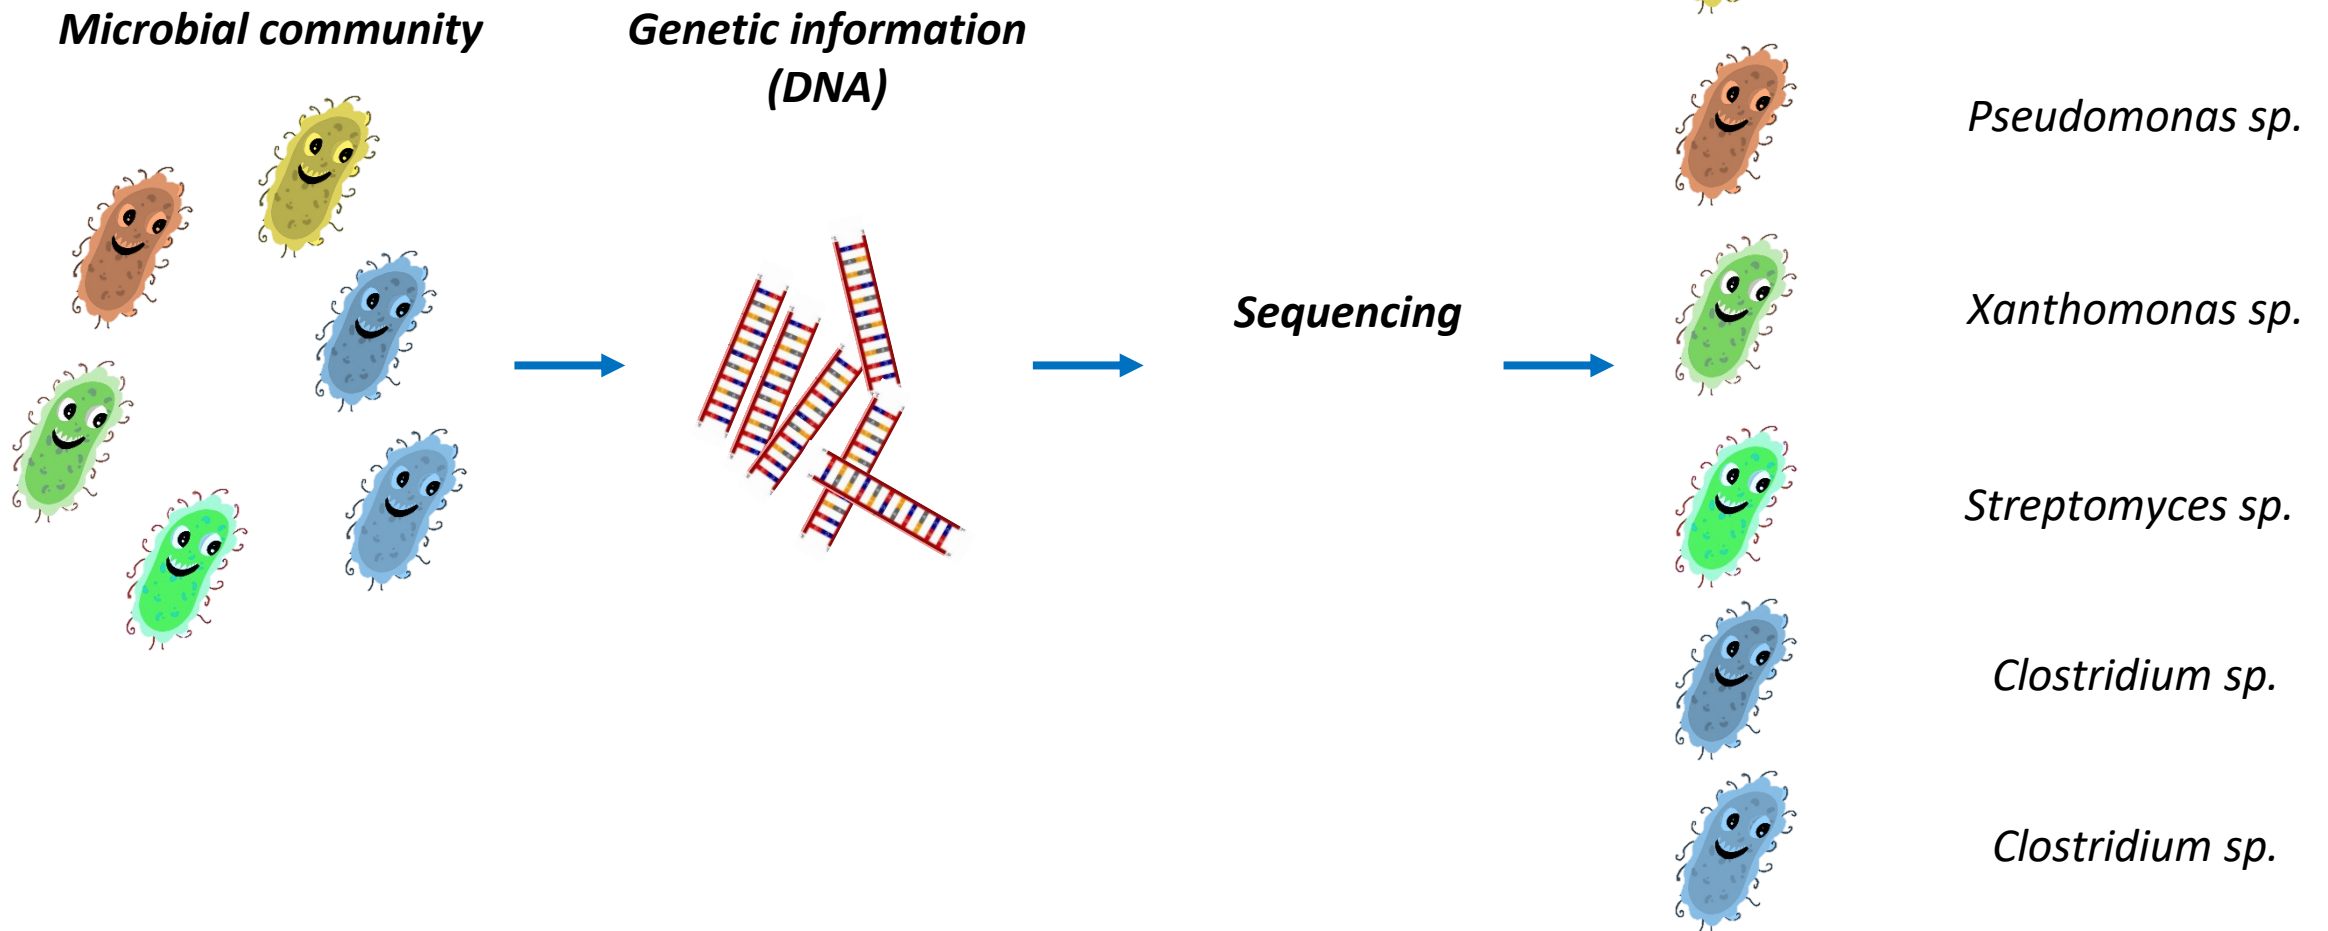 Microbial community
Genetic information
(DNA)
Sequencing
Pseudomonas sp.
Xanthomonas sp.
Streptomyces sp.
Clostridium sp.
Clostridium sp.